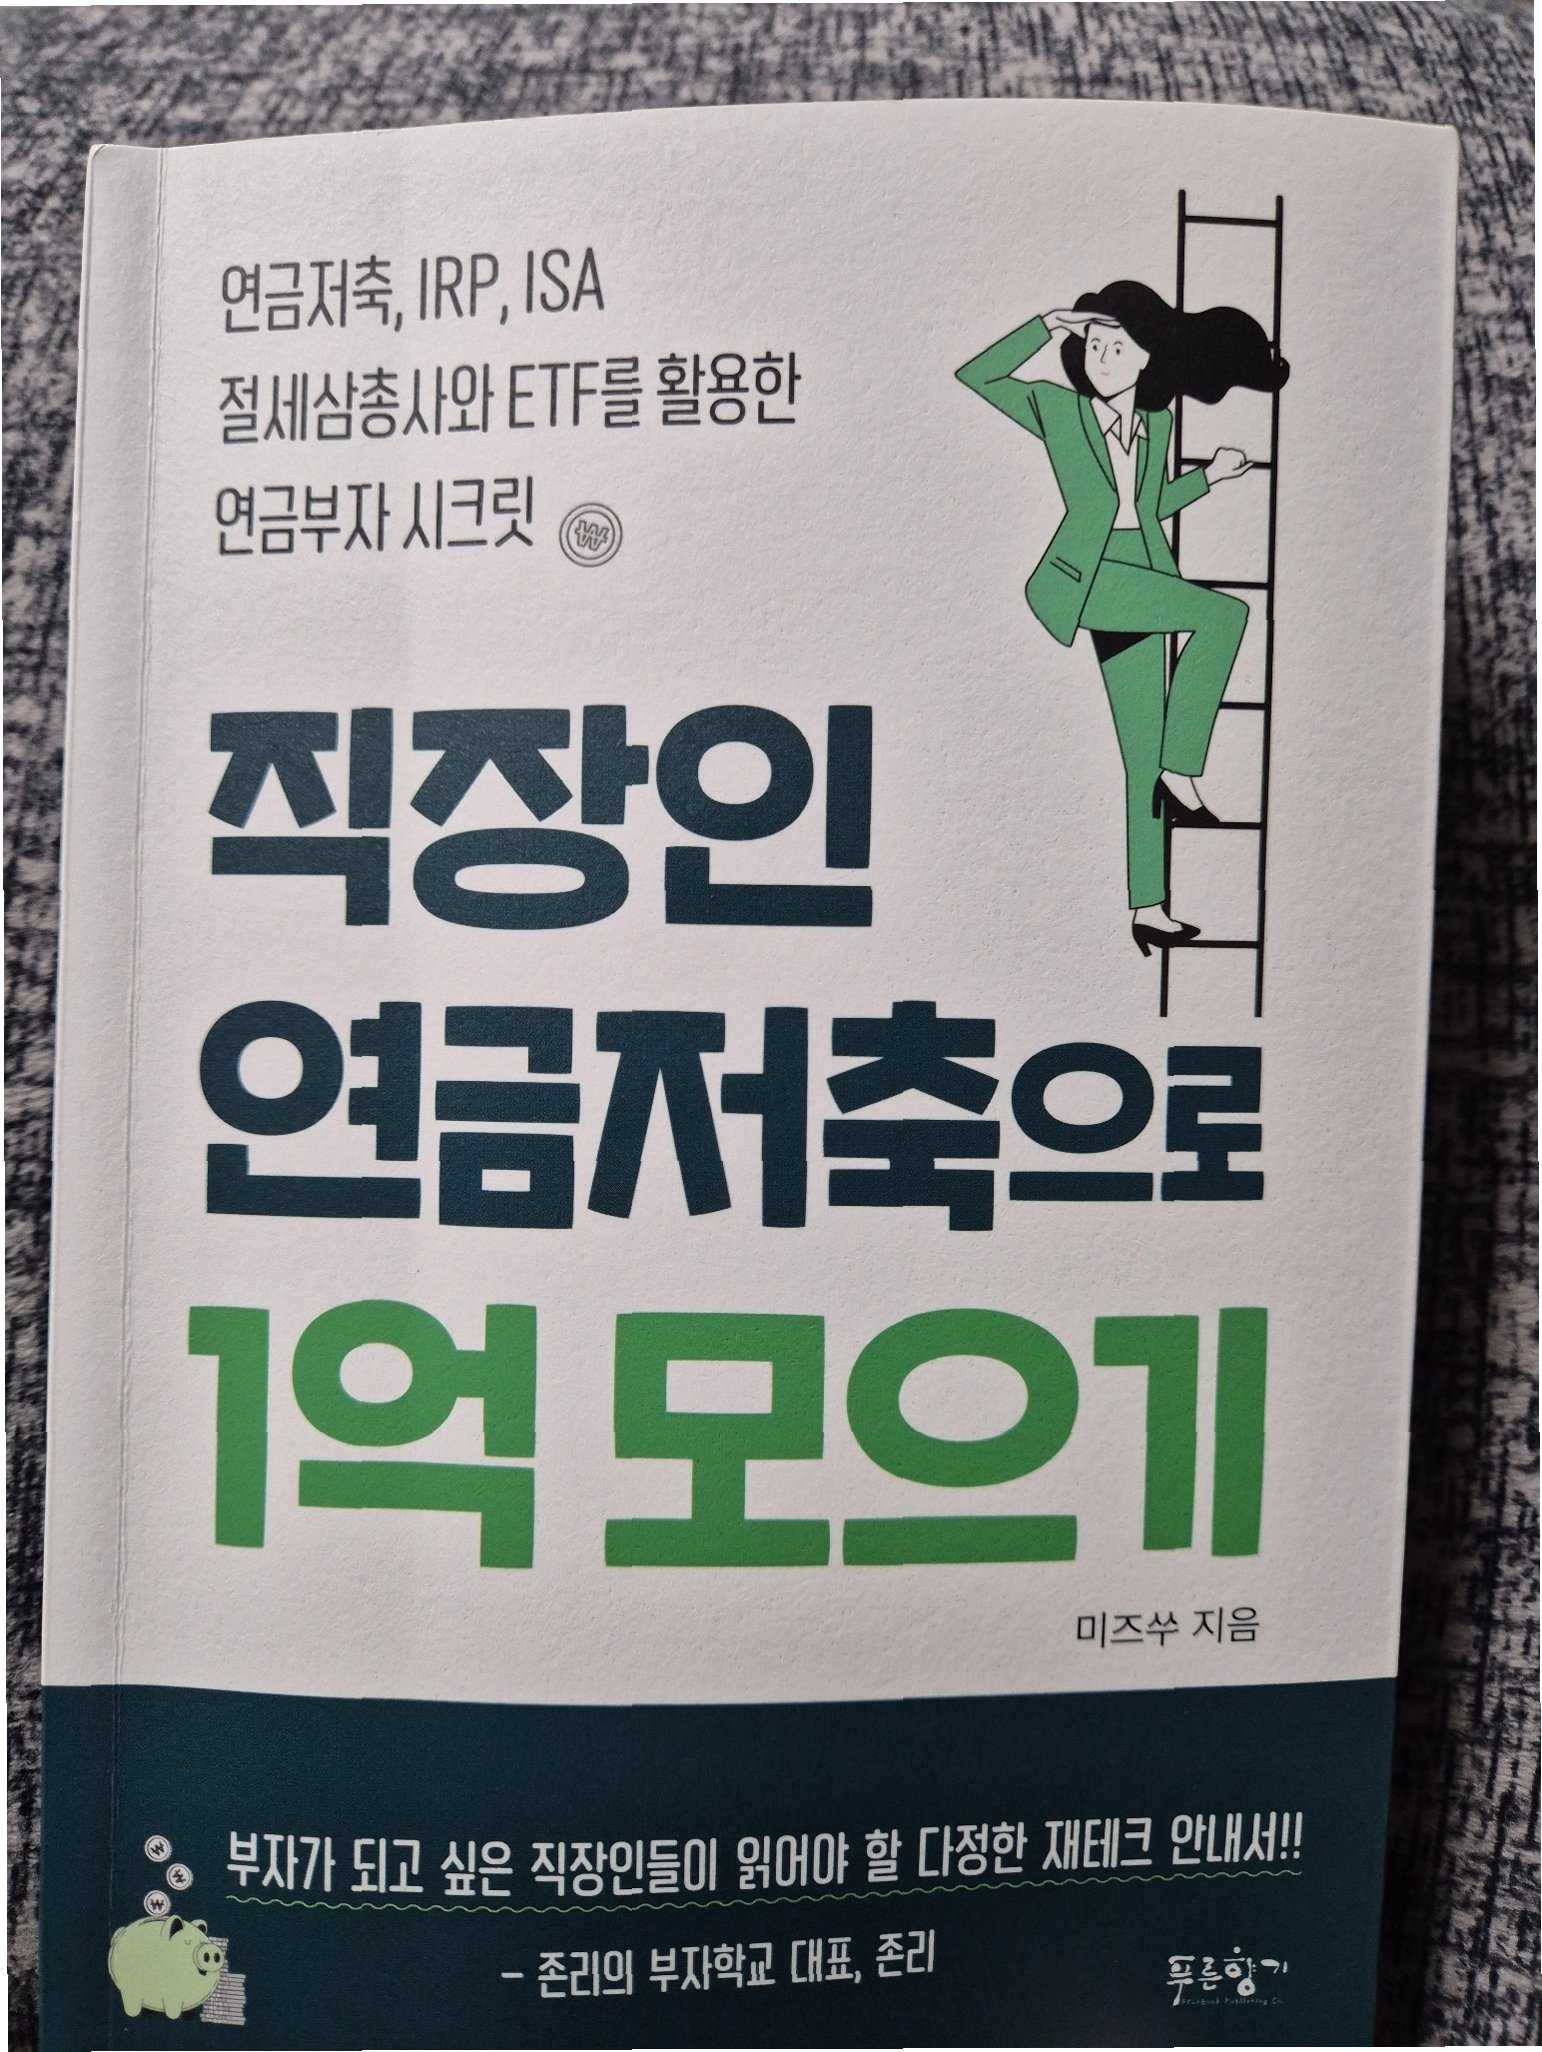 연금저축, IRP, ISA
절세삼총사와 ETF를 활용한
연금부자 시크릿
직장인
연금저축으로
1억 모으기
미즈쑤 지음
부자가 되고 싶은 직장인들이 읽어야 할 다정한 재테크 안내서!!
– 존리의 부자학교 대표, 존리
푸른향기